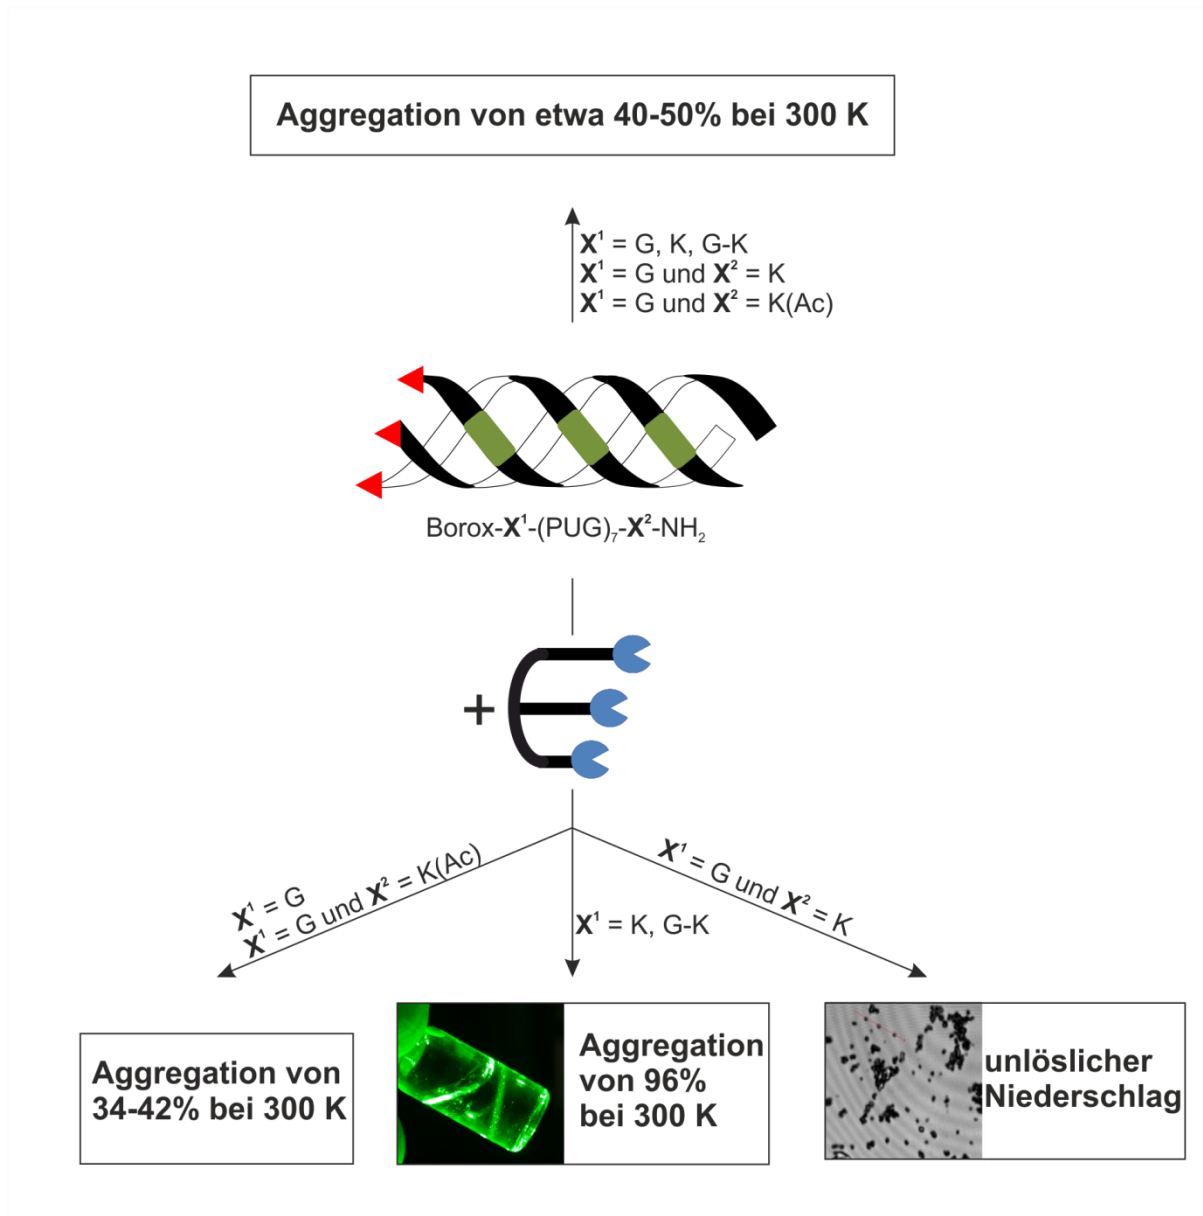 Aggregation von etwa 40-50% bei 300 K
X¹ = G, K, G-K
X¹ = G und X² = K
X¹ = G und X² = K(Ac)
Borox-X¹-(PUG)₇-X²-NH₂
+
X¹ = G
X¹ = G und X² = K(Ac)
X¹ = K, G-K
X¹ = G und X² = K
Aggregation von
34-42% bei 300 K
Aggregation
von 96%
bei 300 K
unlöslicher
Niederschlag